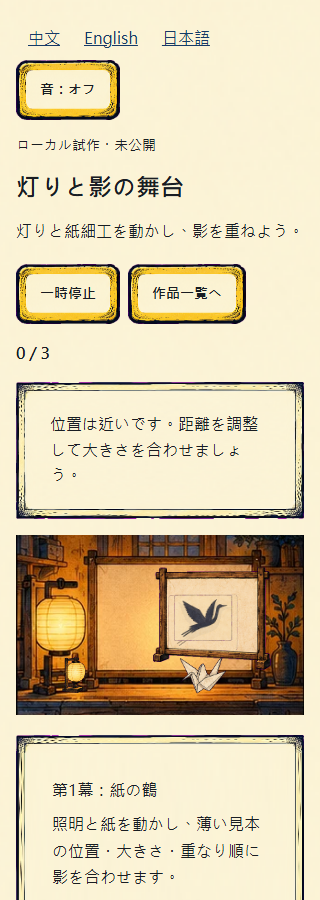 中文 English 日本語
音：オフ
ローカル試作・未公開
灯りと影の舞台
灯りと紙細工を動かし、影を重ねよう。
一時停止 作品一覧へ
0 / 3
位置は近いです。距離を調整
して大きさを合わせましょ
う。
第1幕：紙の鶴
照明と紙を動かし、薄い見本
の位置・大きさ・重なり順に
影を合わせます。